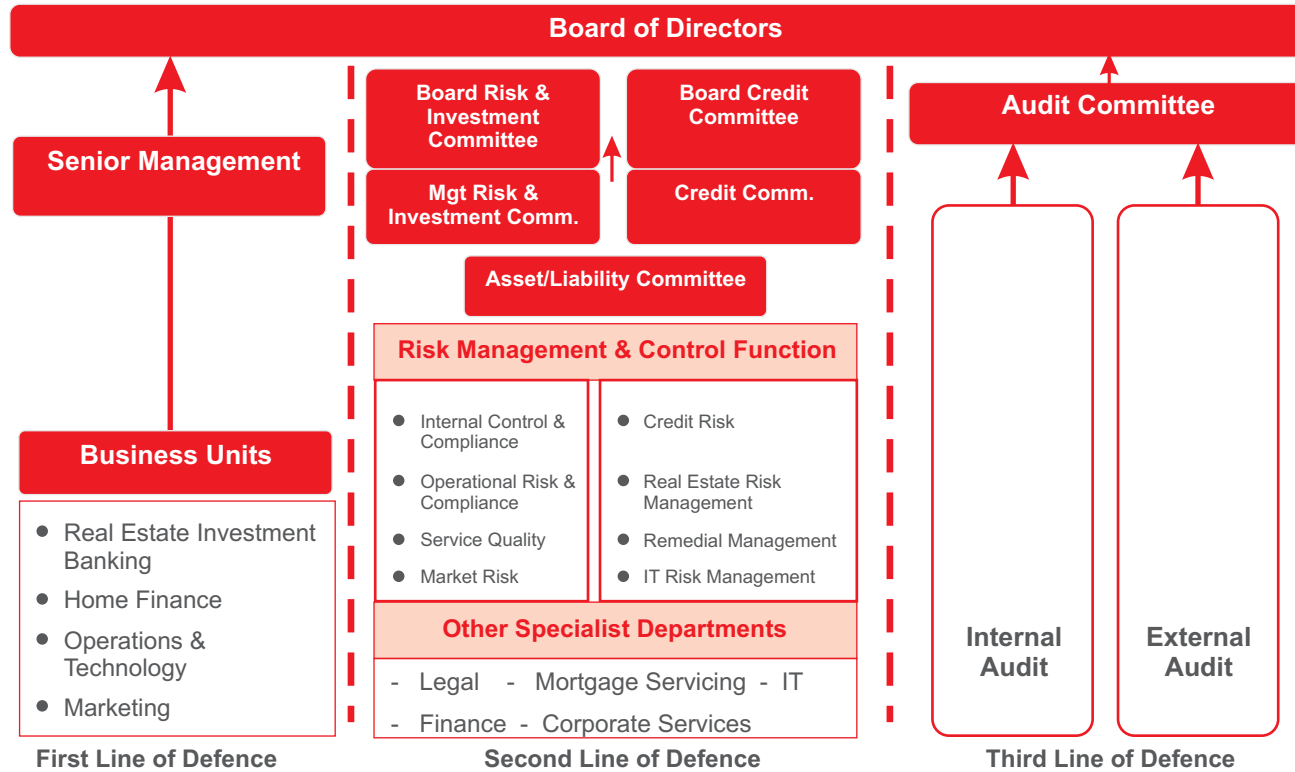 Board of Directors
Senior Management
Business Units
● Real Estate Investment
Banking
● Home Finance
● Operations &
Technology
● Marketing
First Line of Defence
Board Risk &
Investment
Committee
Board Credit
Committee
Mgt Risk &
Investment Comm.
Credit Comm.
Asset/Liability Committee
Risk Management & Control Function
● Internal Control &
Compliance
● Operational Risk &
Compliance
● Service Quality
● Market Risk
● Credit Risk
● Real Estate Risk
Management
● Remedial Management
● IT Risk Management
Other Specialist Departments
- Legal - Mortgage Servicing - IT
- Finance - Corporate Services
Second Line of Defence
Audit Committee
Internal
Audit
External
Audit
Third Line of Defence